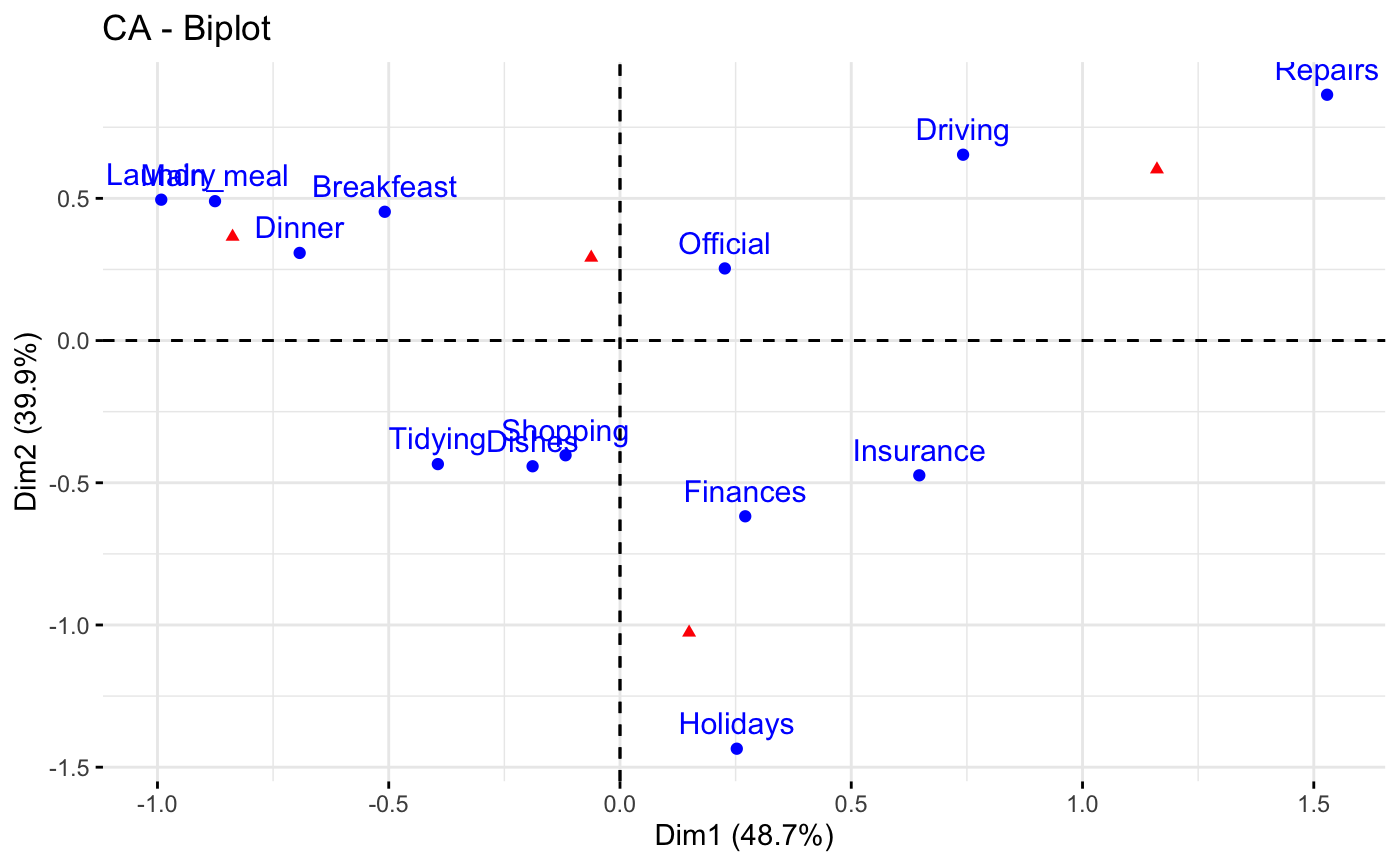 CA - Biplot
Repairs
Driving
Laundry
Main_meal
Breakfeast
Dinner
Official
Shopping
Tidying
Dishes
Insurance
Finances
Holidays
0.5
0.0
-0.5
-1.0
-1.5
Dim2 (39.9%)
-1.0 -0.5 0.0 0.5 1.0 1.5
Dim1 (48.7%)